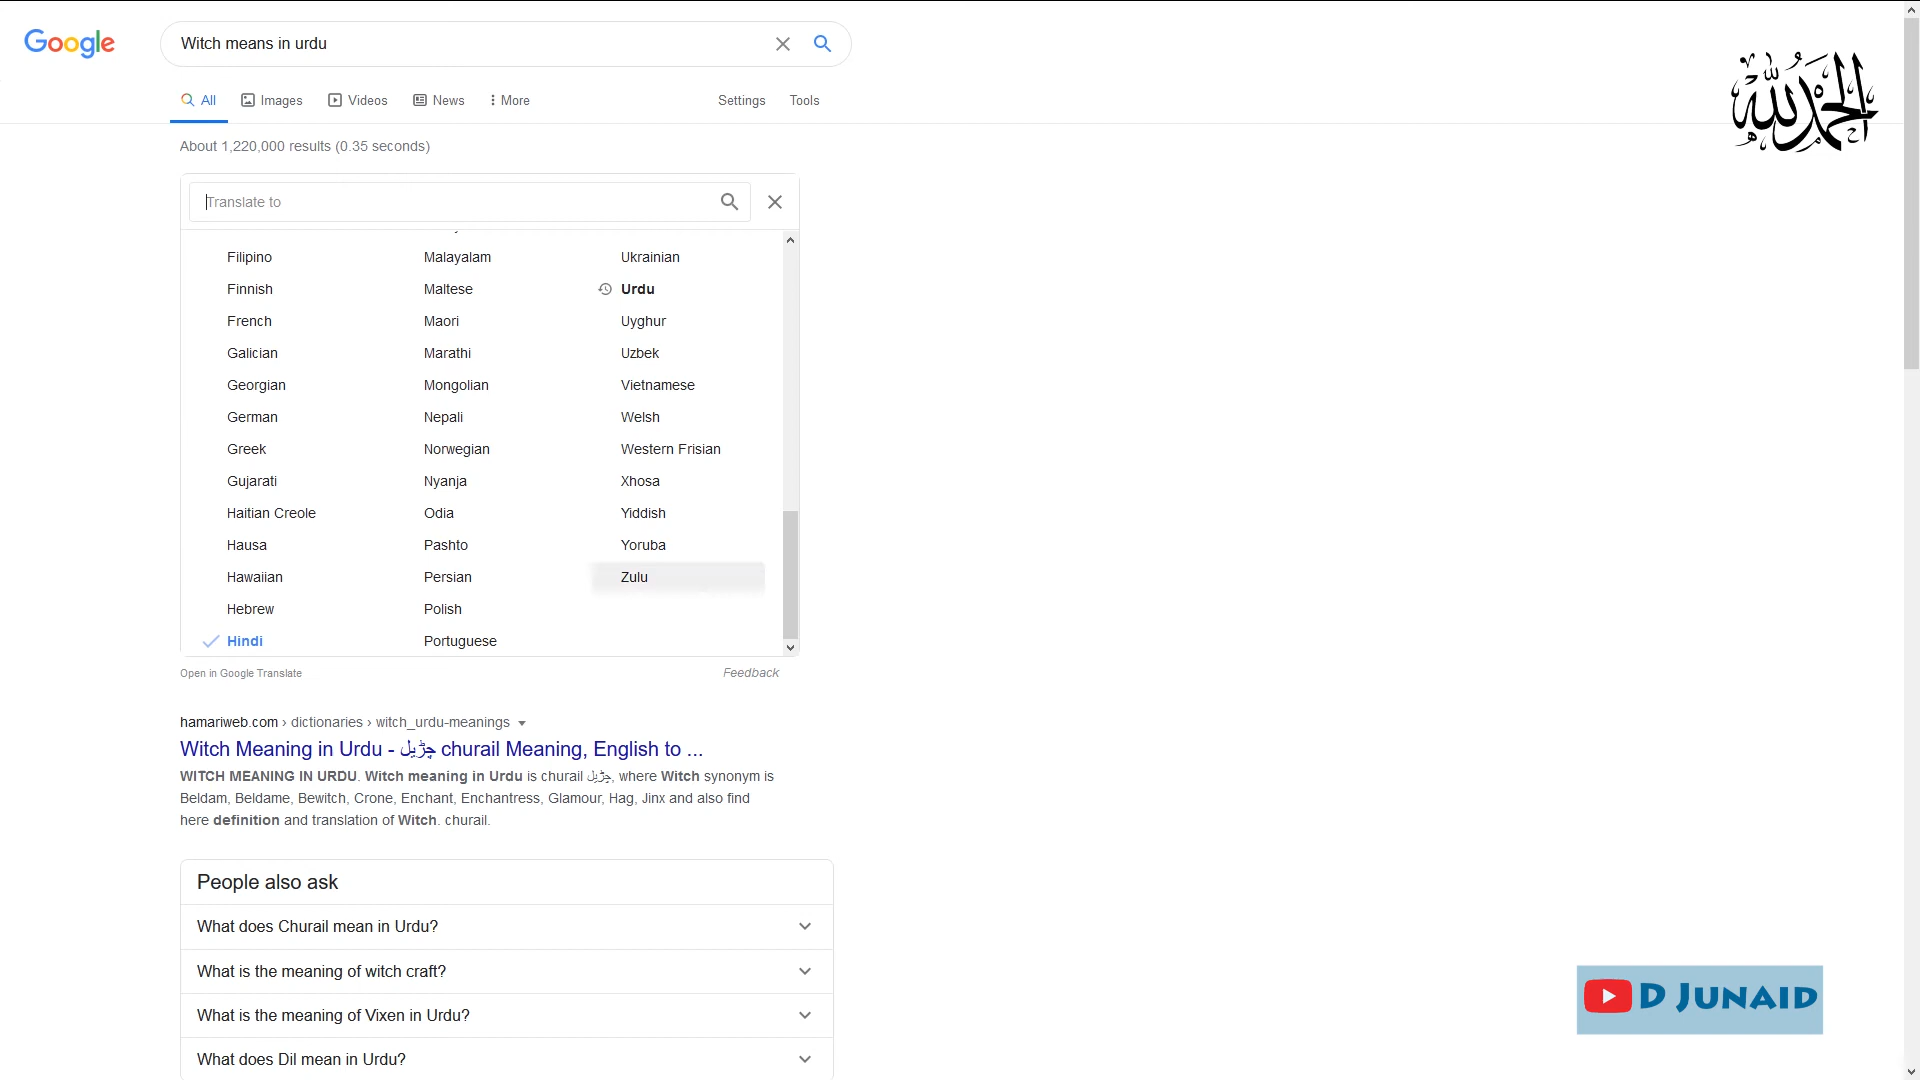 Google
Witch means in urdu
All
Images
Videos
News
More
Settings
Tools
الحمد لله
About 1,220,000 results (0.35 seconds)
Translate to
Filipino
Malayalam
Ukrainian
Finnish
Maltese
Urdu
French
Maori
Uyghur
Galician
Marathi
Uzbek
Georgian
Mongolian
Vietnamese
German
Nepali
Welsh
Greek
Norwegian
Western Frisian
Gujarati
Nyanja
Xhosa
Haitian Creole
Odia
Yiddish
Hausa
Pashto
Yoruba
Hawaiian
Persian
Zulu
Hebrew
Polish
Hindi
Portuguese
Open in Google Translate
Feedback
hamariweb.com › dictionaries › witch_urdu-meanings
Witch Meaning in Urdu - چڑیل churail Meaning, English to ...
WITCH MEANING IN URDU. Witch meaning in Urdu is churail چڑیل, where Witch synonym is
Beldam, Beldame, Bewitch, Crone, Enchant, Enchantress, Glamour, Hag, Jinx and also find
here definition and translation of Witch. churail.
People also ask
What does Churail mean in Urdu?
What is the meaning of witch craft?
What is the meaning of Vixen in Urdu?
What does Dil mean in Urdu?
D JUNAID